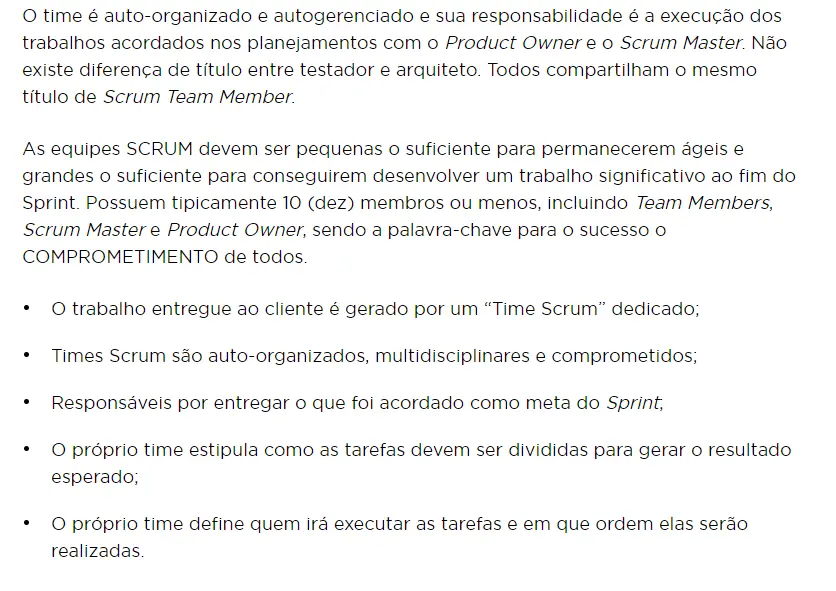 O time é auto-organizado e autogerenciado e sua responsabilidade é a execução dos
trabalhos acordados nos planejamentos com o Product Owner e o Scrum Master. Não
existe diferença de título entre testador e arquiteto. Todos compartilham o mesmo
título de Scrum Team Member.
As equipes SCRUM devem ser pequenas o suficiente para permanecerem ágeis e
grandes o suficiente para conseguirem desenvolver um trabalho significativo ao fim do
Sprint. Possuem tipicamente 10 (dez) membros ou menos, incluindo Team Members,
Scrum Master e Product Owner, sendo a palavra-chave para o sucesso o
COMPROMETIMENTO de todos.
• O trabalho entregue ao cliente é gerado por um “Time Scrum” dedicado;
• Times Scrum são auto-organizados, multidisciplinares e comprometidos;
• Responsáveis por entregar o que foi acordado como meta do Sprint;
• O próprio time estipula como as tarefas devem ser divididas para gerar o resultado
esperado;
• O próprio time define quem irá executar as tarefas e em que ordem elas serão
realizadas.